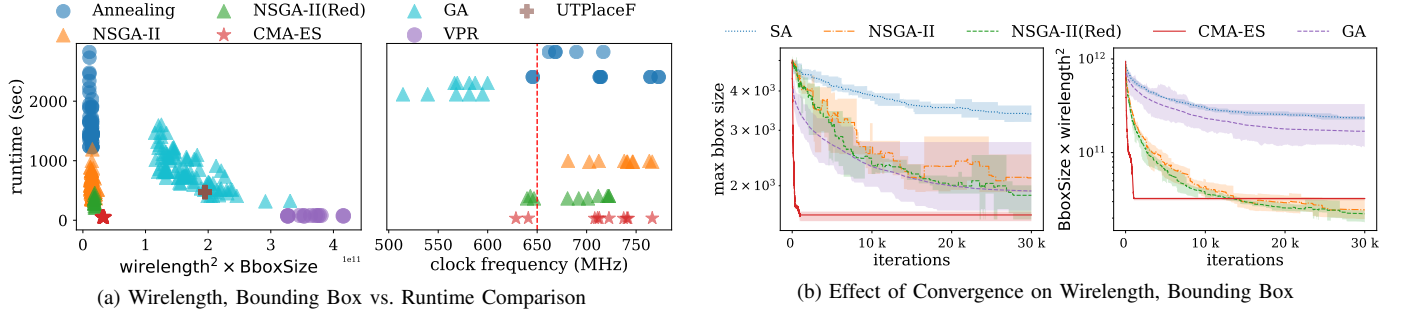 Annealing NSGA-II(Red) GA UTPlaceF
NSGA-II CMA-ES VPR
runtime (sec)
2000
1000
0
0 1 2 3 4
1e11
wirelength² × BboxSize
500 550 600 650 700 750
clock frequency (MHz)
(a) Wirelength, Bounding Box vs. Runtime Comparison
SA NSGA-II NSGA-II(Red) CMA-ES GA
max bbox size
4 × 10³
3 × 10³
2 × 10³
0 10 k 20 k 30 k
iterations
BboxSize × wirelength²
10¹²
10¹¹
0 10 k 20 k 30 k
iterations
(b) Effect of Convergence on Wirelength, Bounding Box